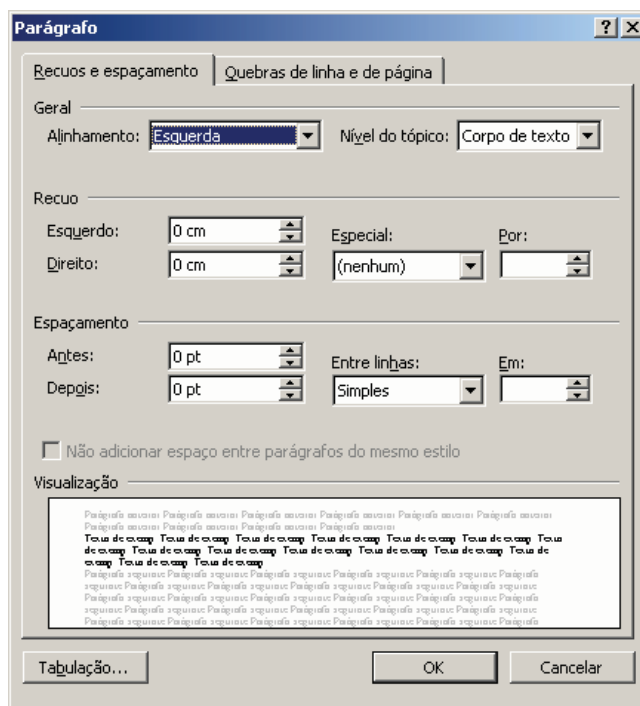 Parágrafo
Recuos e espaçamento Quebras de linha e de página
Geral
Alinhamento: Esquerda Nível do tópico: Corpo de texto
Recuo
Esquerdo: 0 cm Especial: Por:
Direito: 0 cm (nenhum)
Espaçamento
Antes: 0 pt Entre linhas: Em:
Depois: 0 pt Simples
Não adicionar espaço entre parágrafos do mesmo estilo
Visualização
Tabulação... OK Cancelar